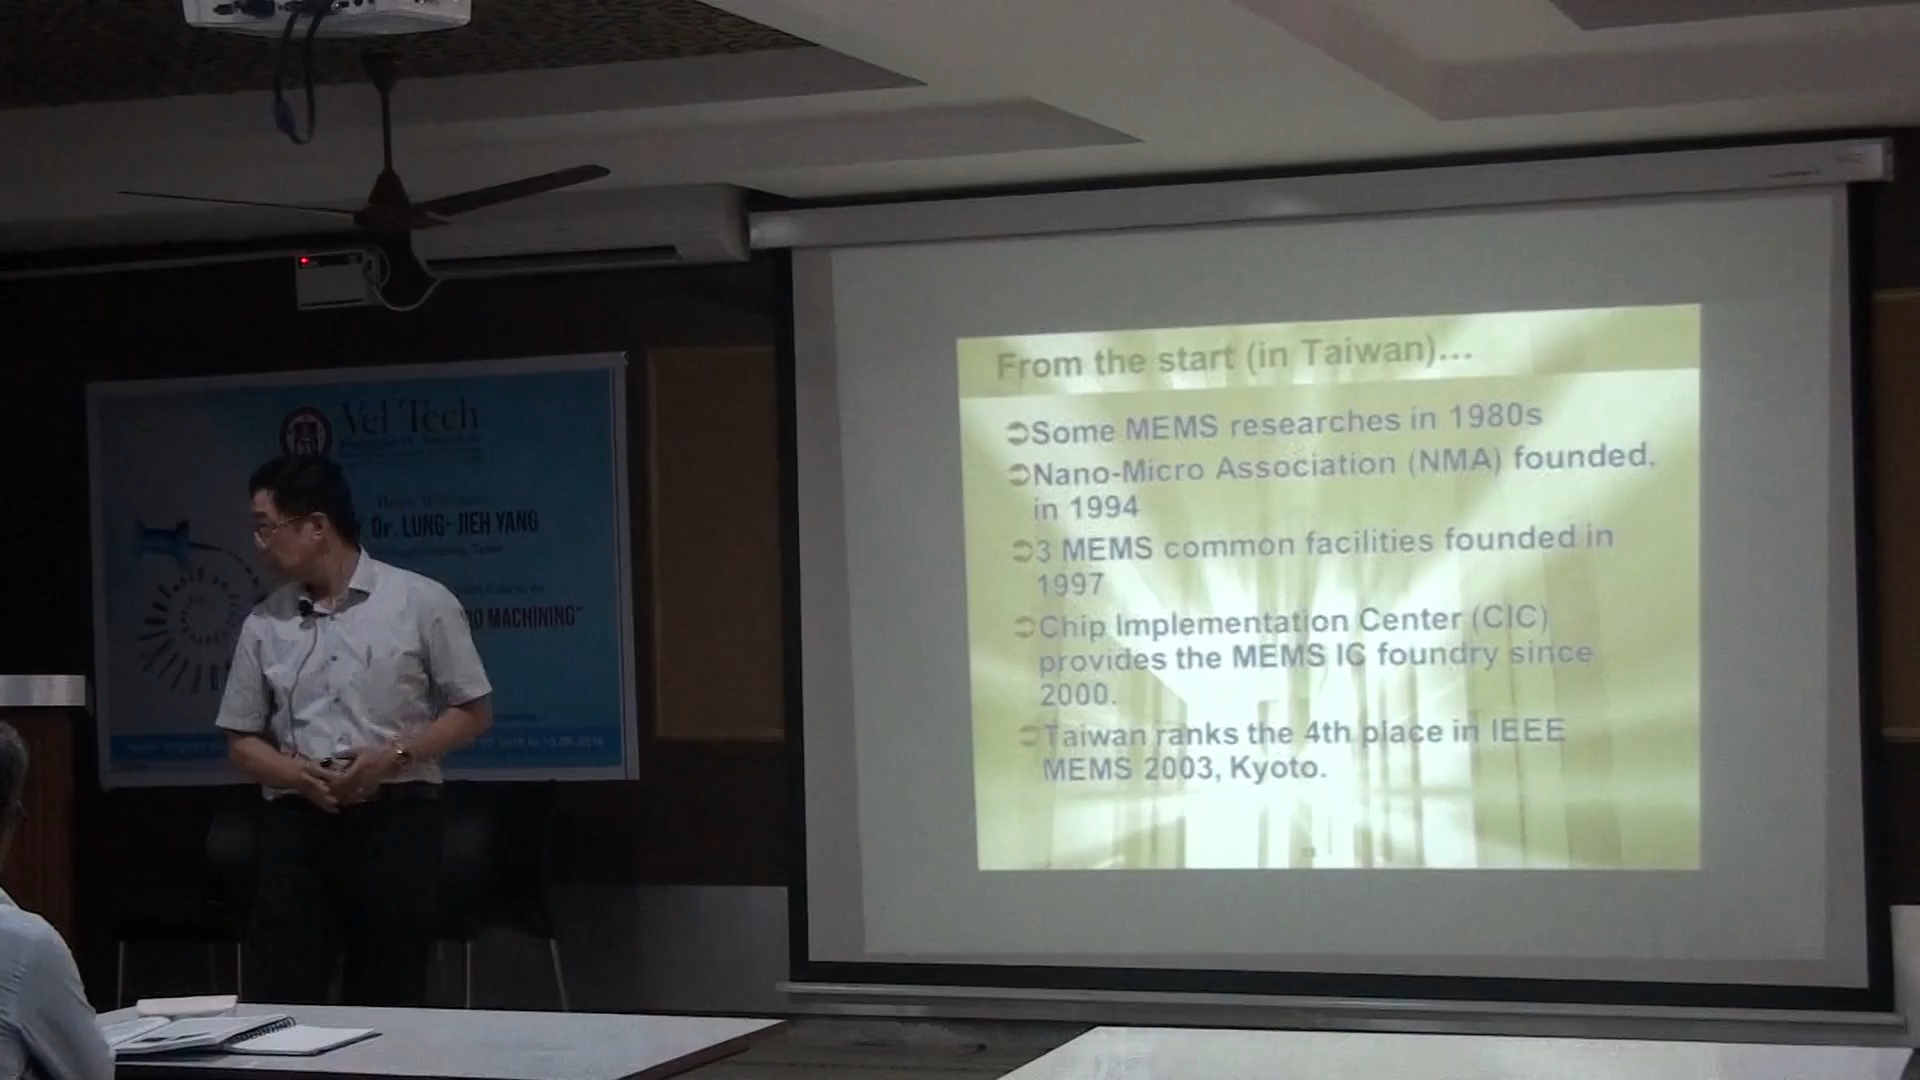 Vel Tech
Dr. LUNG-JIEH YANG
MACHINING"
From the start (in Taiwan)...
Some MEMS researches in 1980s
Nano-Micro Association (NMA) founded,
in 1994
3 MEMS common facilities founded in
1997
Chip Implementation Center (CIC)
provides the MEMS IC foundry since
2000.
Taiwan ranks the 4th place in IEEE
MEMS 2003, Kyoto.